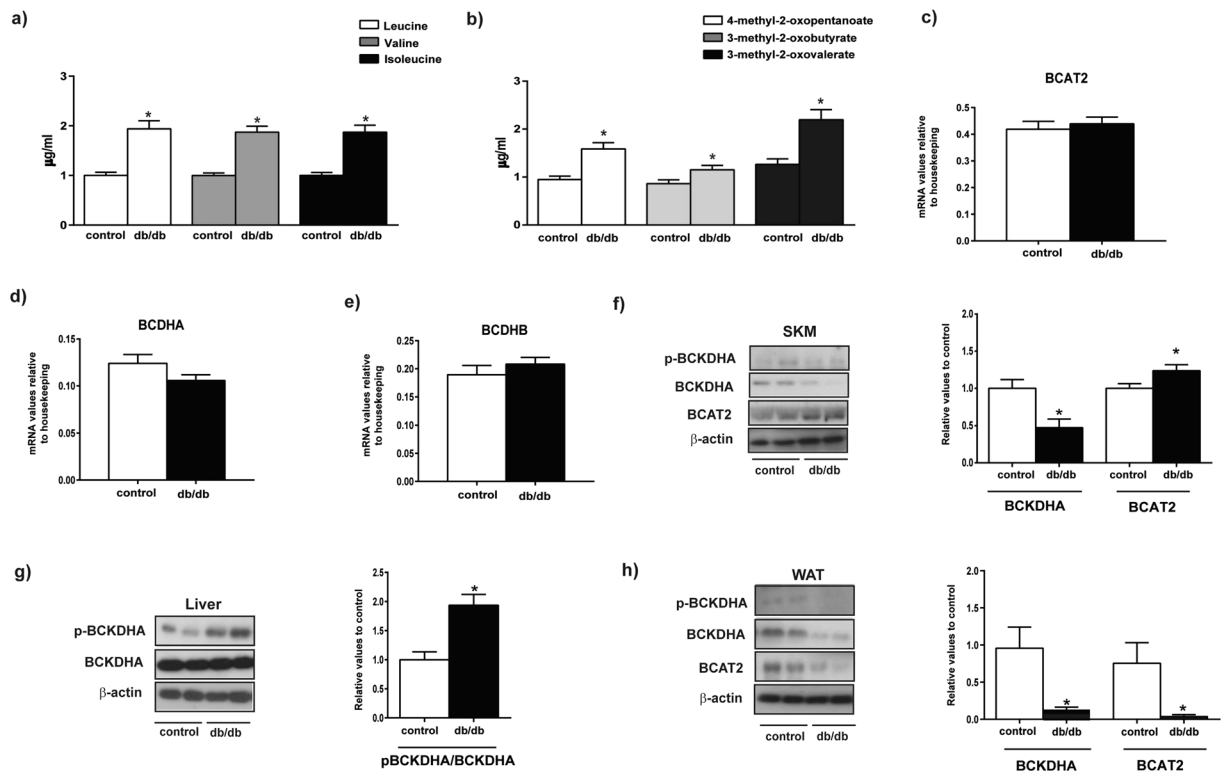 a)
Leucine
Valine
Isoleucine
µg/ml
3
2
1
0
*
*
*
control db/db control db/db control db/db
b)
4-methyl-2-oxopentanoate
3-methyl-2-oxobutyrate
3-methyl-2-oxovalerate
µg/ml
3
2
1
0
*
*
*
control db/db control db/db control db/db
c)
BCAT2
mRNA values relative
to housekeeping
0.5
0.4
0.3
0.2
0.1
0.0
control db/db
d)
BCDHA
mRNA values relative
to housekeeping
0.15
0.10
0.05
0.00
control db/db
e)
BCDHB
mRNA values relative
to housekeeping
0.25
0.20
0.15
0.10
0.05
0.00
control db/db
f)
SKM
p-BCKDHA
BCKDHA
BCAT2
β-actin
control db/db
Relative values to control
2.0
1.5
1.0
0.5
0.0
*
*
control db/db control db/db
BCKDHA BCAT2
g)
Liver
p-BCKDHA
BCKDHA
β-actin
control db/db
Relative values to control
2.5
2.0
1.5
1.0
0.5
0.0
*
control db/db
pBCKDHA/BCKDHA
h)
WAT
p-BCKDHA
BCKDHA
BCAT2
β-actin
control db/db
Relative values to control
2.0
1.5
1.0
0.5
0.0
*
*
control db/db control db/db
BCKDHA BCAT2